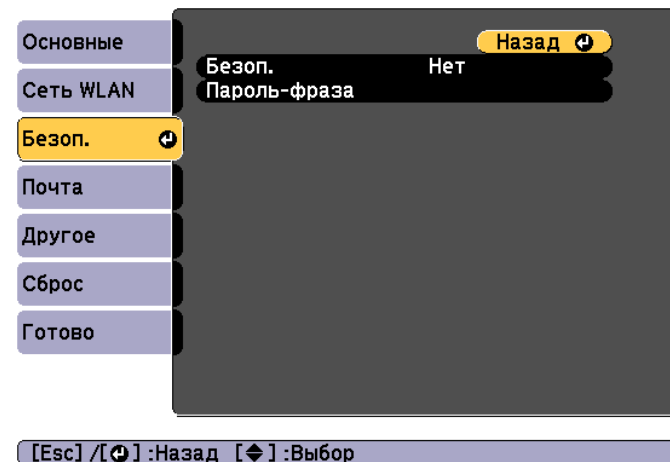 Основные
Сеть WLAN
Безоп.
Почта
Другое
Сброс
Готово
Назад
Безоп. Нет
Пароль-фраза
[Esc] /[ ] :Назад [ ] :Выбор